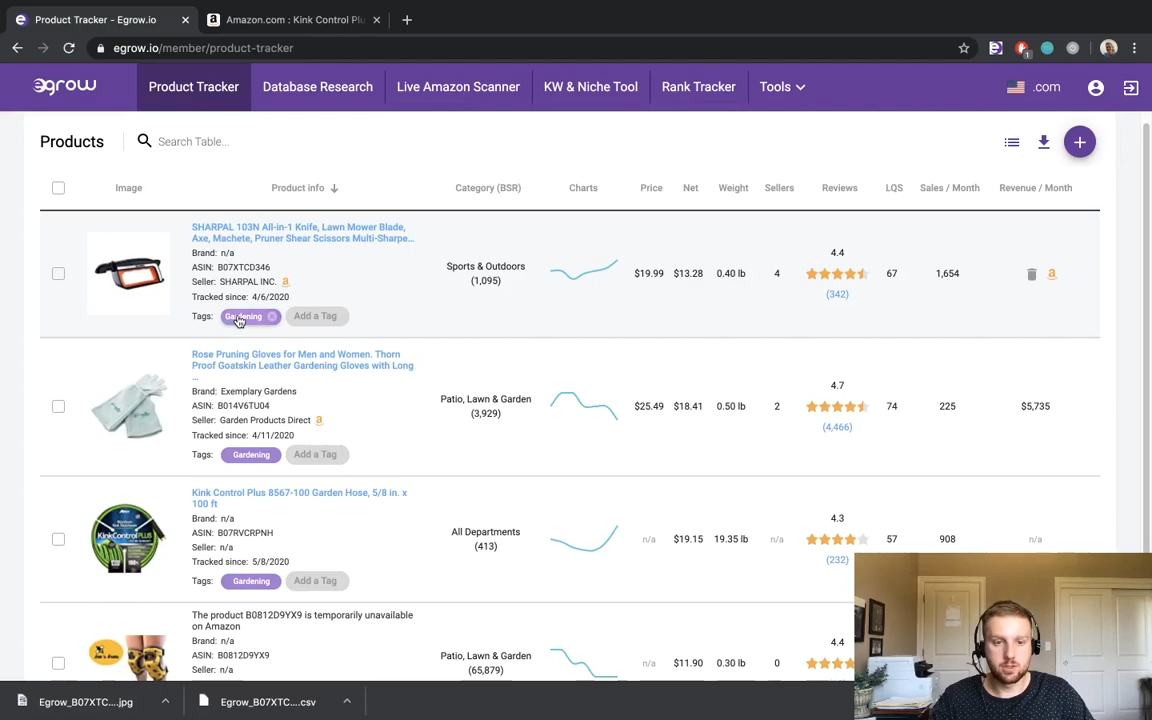 Product Tracker - Egrow.io
Amazon.com : Kink Control Plu
egrow.io/member/product-tracker
1
egrow
Product Tracker
Database Research
Live Amazon Scanner
KW & Niche Tool
Rank Tracker
Tools
.com
Products
Search Table...
Image
Product info
Category (BSR)
Charts
Price
Net
Weight
Sellers
Reviews
LQS
Sales / Month
Revenue / Month
SHARPAL 103N All-in-1 Knife, Lawn Mower Blade,
Axe, Machete, Pruner Shear Scissors Multi-Sharpe...
Brand: n/a
ASIN: B07XTCD346
Seller: SHARPAL INC.
Tracked since: 4/6/2020
Tags: Gardening Add a Tag
Sports & Outdoors
(1,095)
$19.99
$13.28
0.40 lb
4
4.4
(342)
67
1,654
Rose Pruning Gloves for Men and Women. Thorn
Proof Goatskin Leather Gardening Gloves with Long
...
Brand: Exemplary Gardens
ASIN: B014V6TU04
Seller: Garden Products Direct
Tracked since: 4/11/2020
Tags: Gardening Add a Tag
Patio, Lawn & Garden
(3,929)
$25.49
$18.41
0.50 lb
2
4.7
(4,466)
74
225
$5,735
Kink Control Plus 8567-100 Garden Hose, 5/8 in. x
100 ft
Brand: n/a
ASIN: B07RVCRPNH
Seller: n/a
Tracked since: 5/8/2020
Tags: Gardening Add a Tag
KinkControlPLUS
All Departments
(413)
n/a
$19.15
19.35 lb
n/a
4.3
(232)
57
908
n/a
The product B0812D9YX9 is temporarily unavailable
on Amazon
Brand: n/a
ASIN: B0812D9YX9
Seller: n/a
Patio, Lawn & Garden
(65,879)
n/a
$11.90
0.30 lb
0
4.4
Egrow_B07XTC....jpg
Egrow_B07XTC....csv